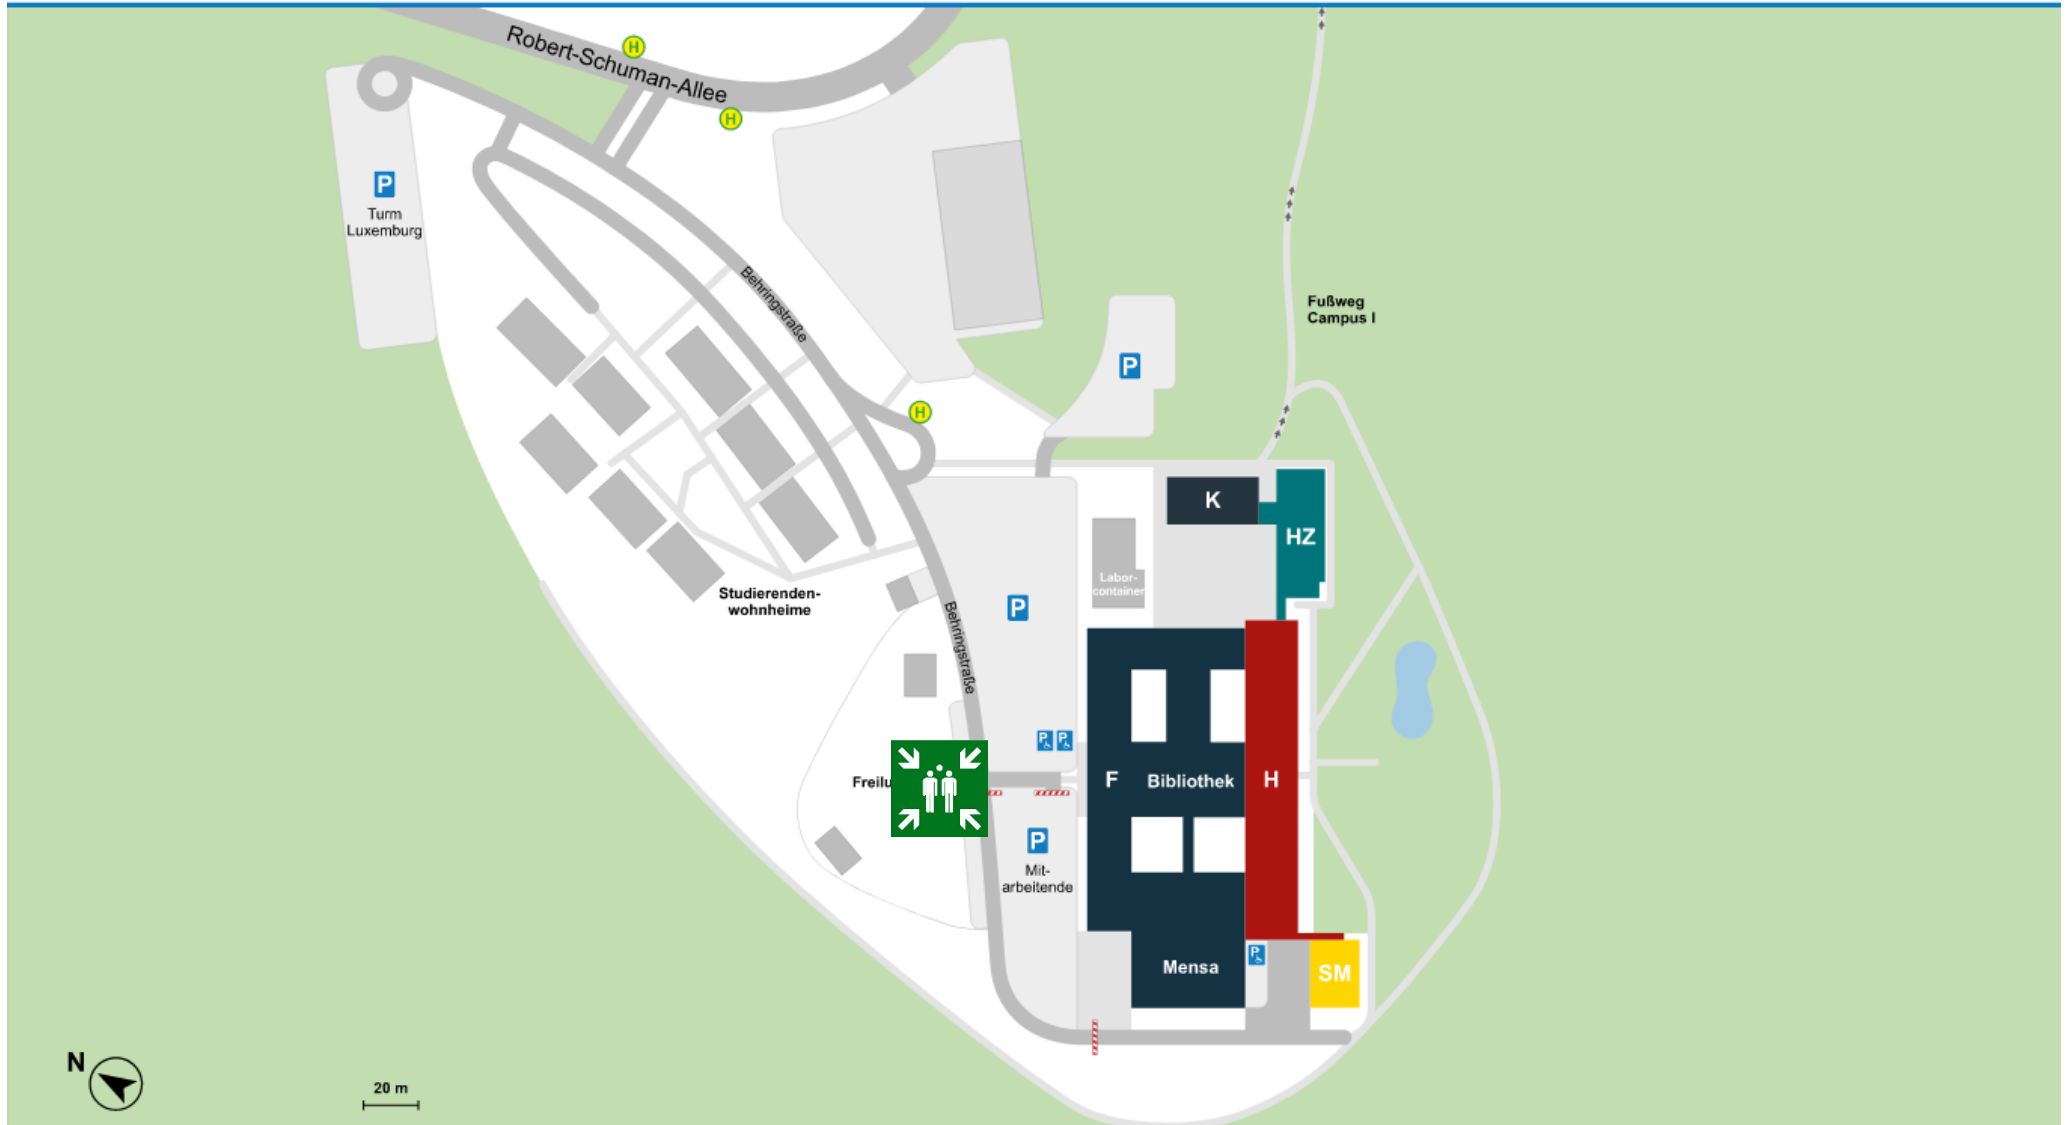 Robert-Schuman-Allee
H
H
P
Turm
Luxemburg
Behringstraße
Fußweg
Campus I
P
H
K
HZ
Labor-
container
Studierenden-
wohnheime
P
Behringstraße
P
P
Freilu
F
Bibliothek
H
P
Mit-
arbeitende
P
Mensa
SM
N
20 m